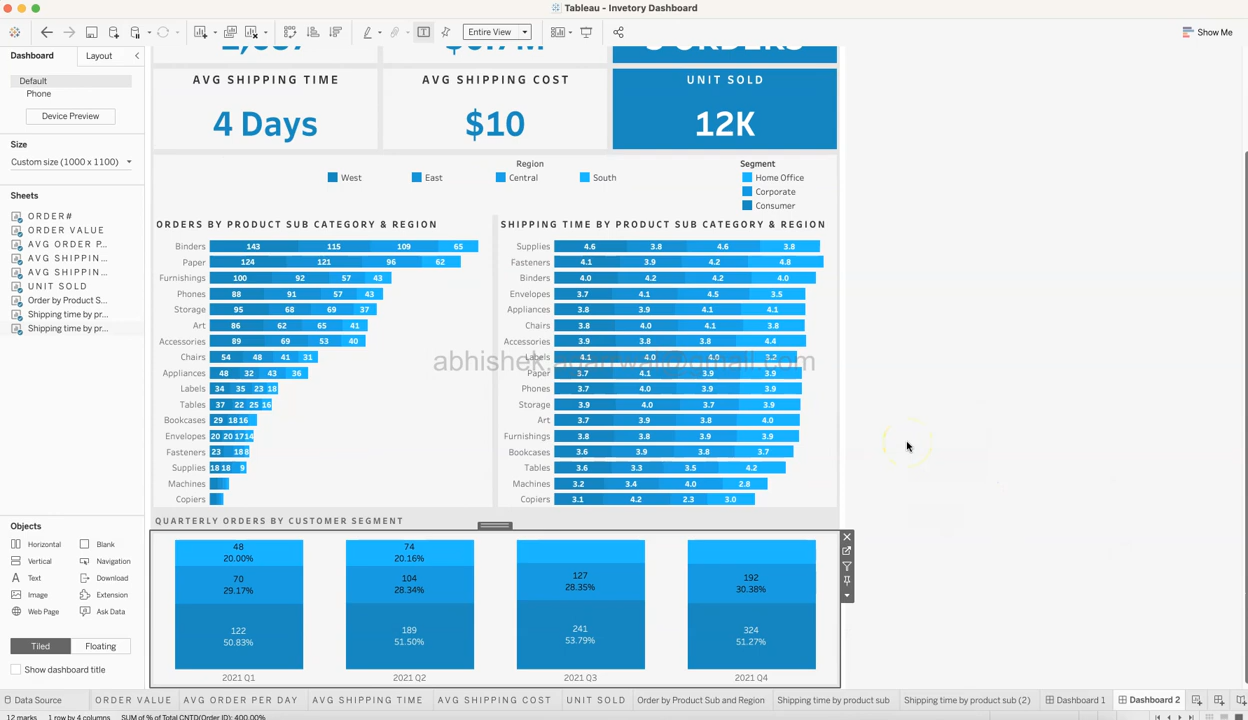 Tableau - Invetory Dashboard
Entire View
Show Me
Dashboard
Layout
Default
Phone
Device Preview
Size
Custom size (1000 x 1100)
Sheets
ORDER#
ORDER VALUE
AVG ORDER P...
AVG SHIPPIN...
AVG SHIPPIN...
UNIT SOLD
Order by Product S...
Shipping time by pr...
Shipping time by pr...
Objects
Horizontal Blank
Vertical Navigation
Text Download
Image Extension
Web Page Ask Data
Tiled Floating
Show dashboard title
AVG SHIPPING TIME
4 Days
AVG SHIPPING COST
$10
UNIT SOLD
12K
Region
West East Central South
Segment
Home Office
Corporate
Consumer
ORDERS BY PRODUCT SUB CATEGORY & REGION
Binders 143 115 109 65
Paper 124 121 96 62
Furnishings 100 92 57 43
Phones 88 91 57 43
Storage 95 68 69 37
Art 86 62 65 41
Accessories 89 69 53 40
Chairs 54 48 41 31
Appliances 48 32 43 36
Labels 34 35 23 18
Tables 37 22 25 16
Bookcases 29 18 16
Envelopes 20 20 17 14
Fasteners 23 18 8
Supplies 18 18 9
Machines
Copiers
SHIPPING TIME BY PRODUCT SUB CATEGORY & REGION
Supplies 4.6 3.8 4.6 3.8
Fasteners 4.1 3.9 4.2 4.8
Binders 4.0 4.2 4.2 4.0
Envelopes 3.7 4.1 4.5 3.5
Appliances 3.8 3.9 4.1 4.1
Chairs 3.8 4.0 4.1 3.8
Accessories 3.9 3.8 3.8 4.4
Labels 4.1 4.0 4.0 3.2
Paper 3.7 4.1 3.9 3.9
Phones 3.7 4.0 3.9 3.9
Storage 3.9 4.0 3.7 3.9
Art 3.7 3.9 3.8 4.0
Furnishings 3.8 3.8 3.9 3.9
Bookcases 3.6 3.9 3.8 3.7
Tables 3.6 3.3 3.5 4.2
Machines 3.2 3.4 4.0 2.8
Copiers 3.1 4.2 2.3 3.0
QUARTERLY ORDERS BY CUSTOMER SEGMENT
48 74
20.00% 20.16%
70 104 127 192
29.17% 28.34% 28.35% 30.38%
122 189 241 324
50.83% 51.50% 53.79% 51.27%
2021 Q1 2021 Q2 2021 Q3 2021 Q4
Data Source ORDER VALUE AVG ORDER PER DAY AVG SHIPPING TIME AVG SHIPPING COST UNIT SOLD Order by Product Sub and Region Shipping time by product sub Shipping time by product sub (2) Dashboard 1 Dashboard 2
12 marks 1 row by 4 columns SUM of % of Total CNTD(Order ID): 400.00%